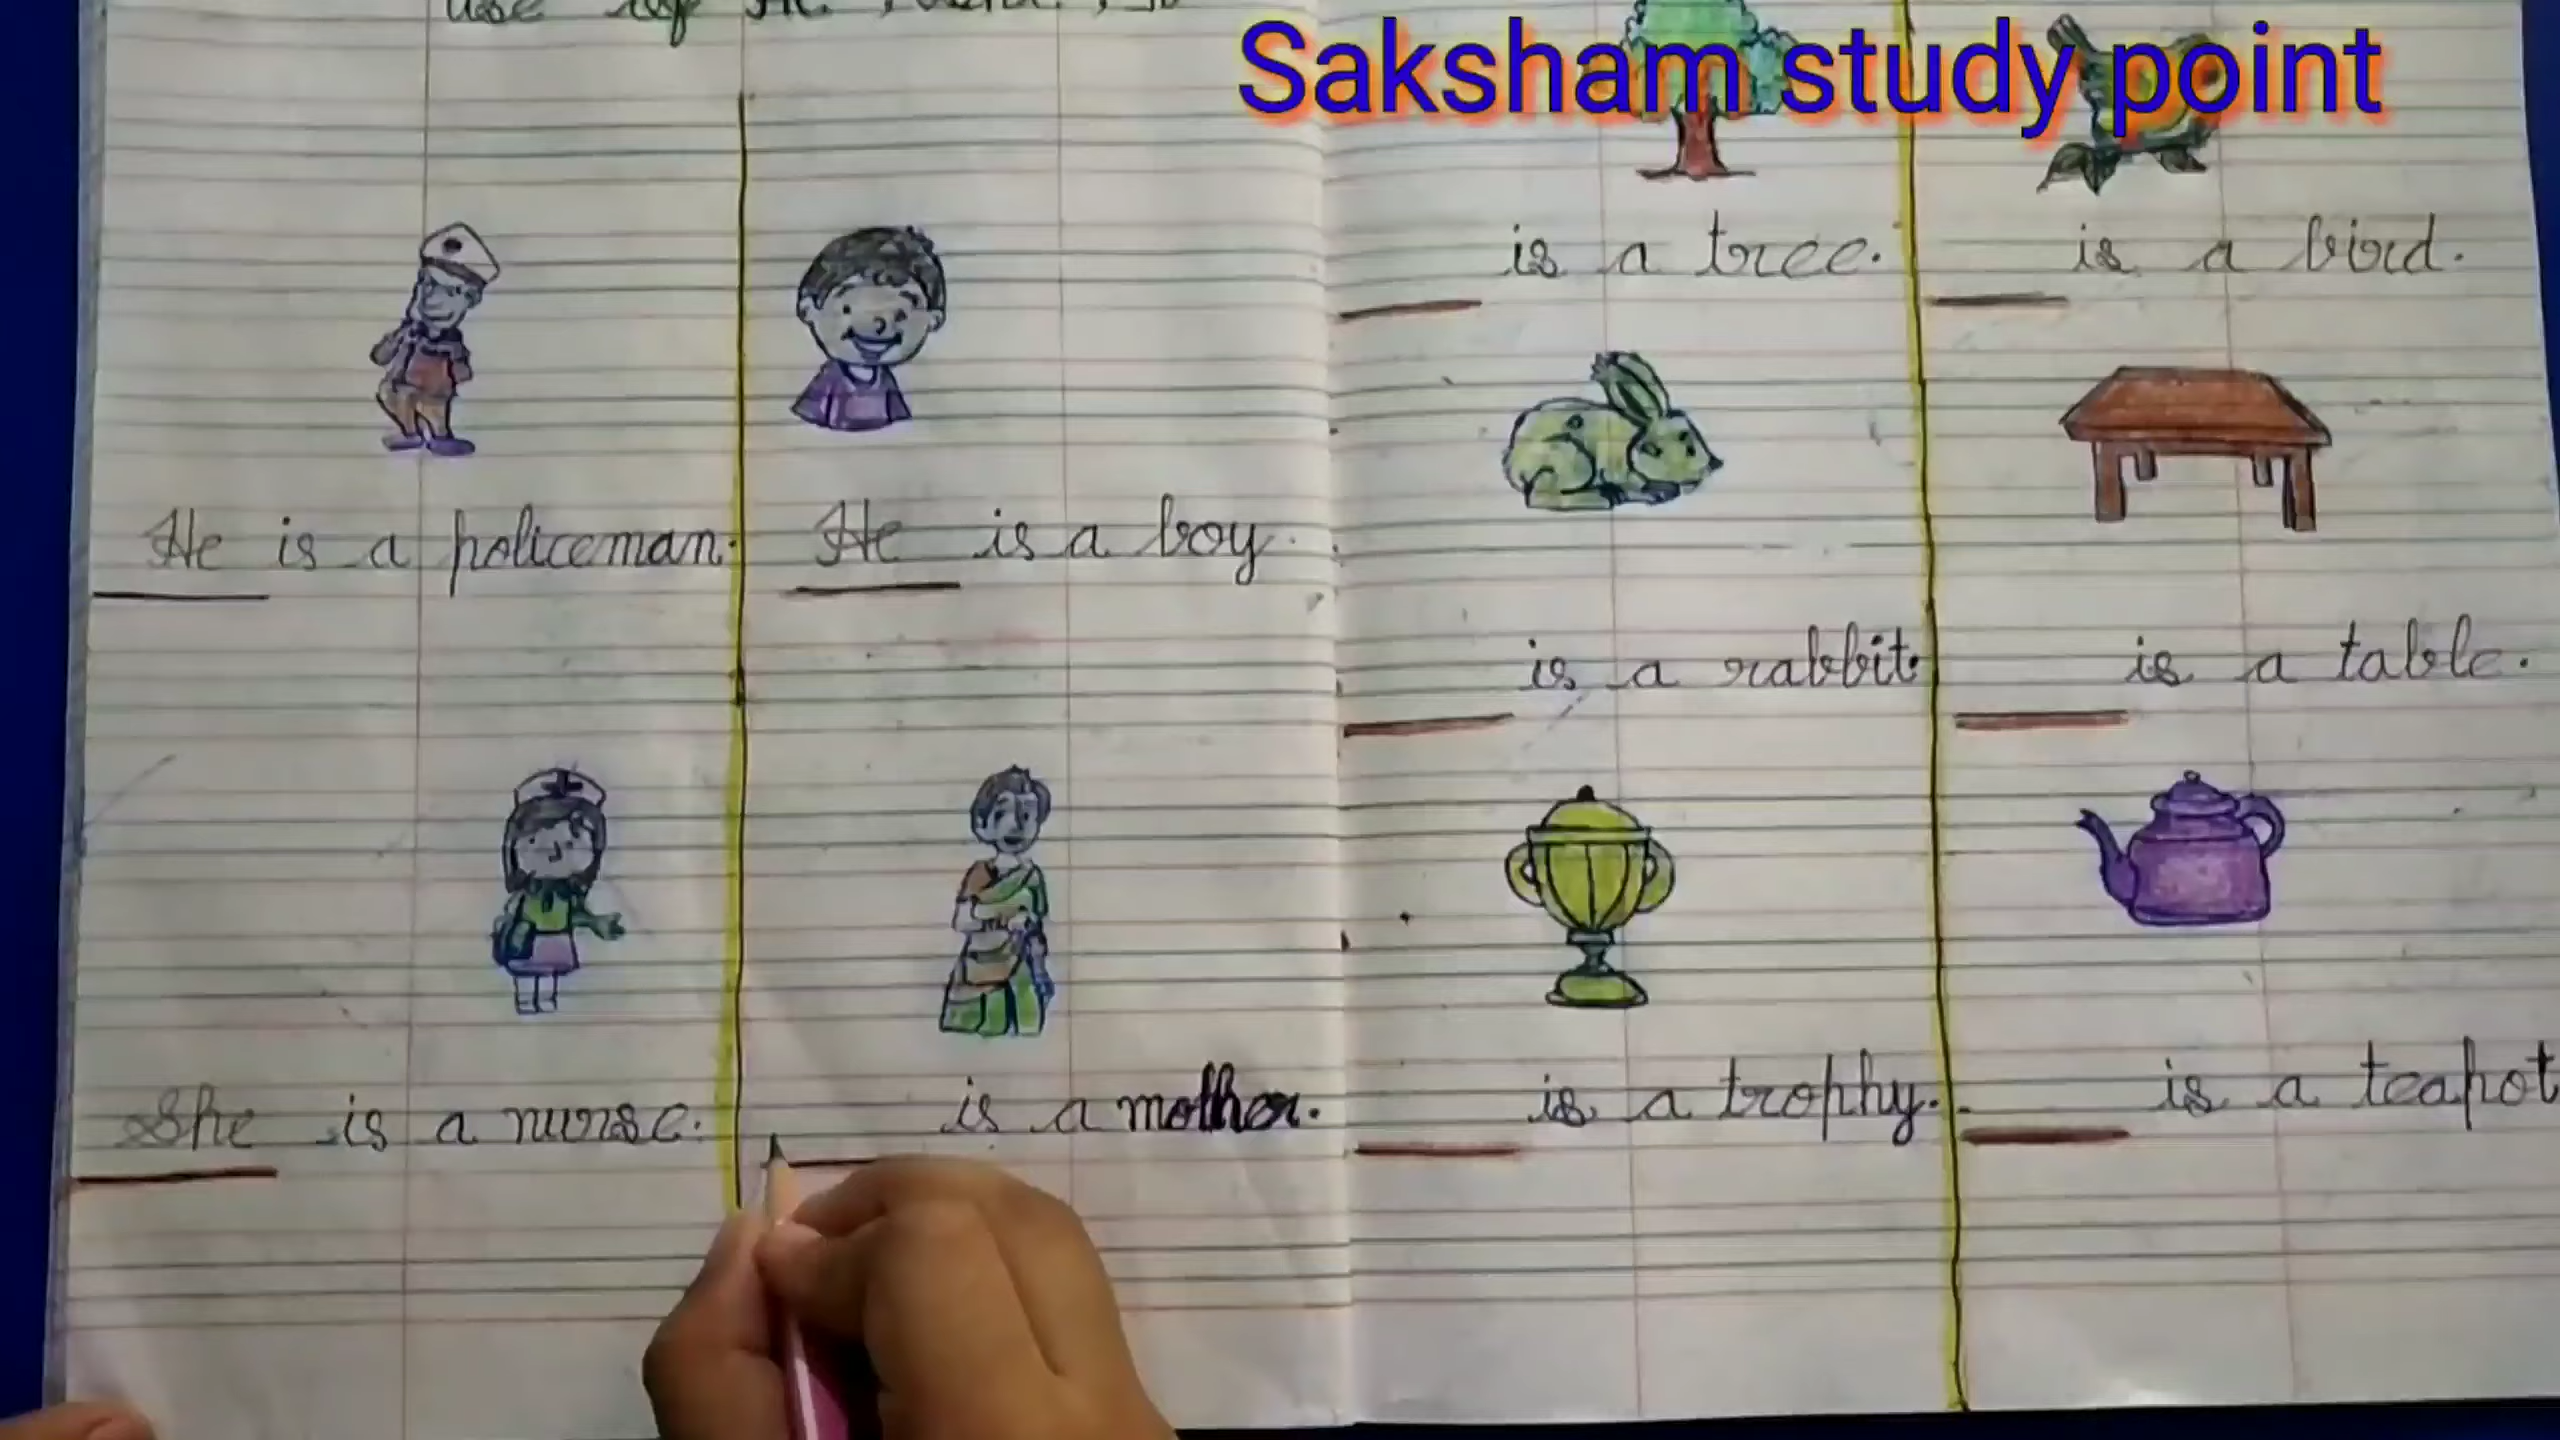 Saksham study point
is a tree.
is a bird.
He is a policeman.
He is a boy.
is a rabbit.
is a table.
She is a nurse.
is a mother.
is a trophy.
is a teapot